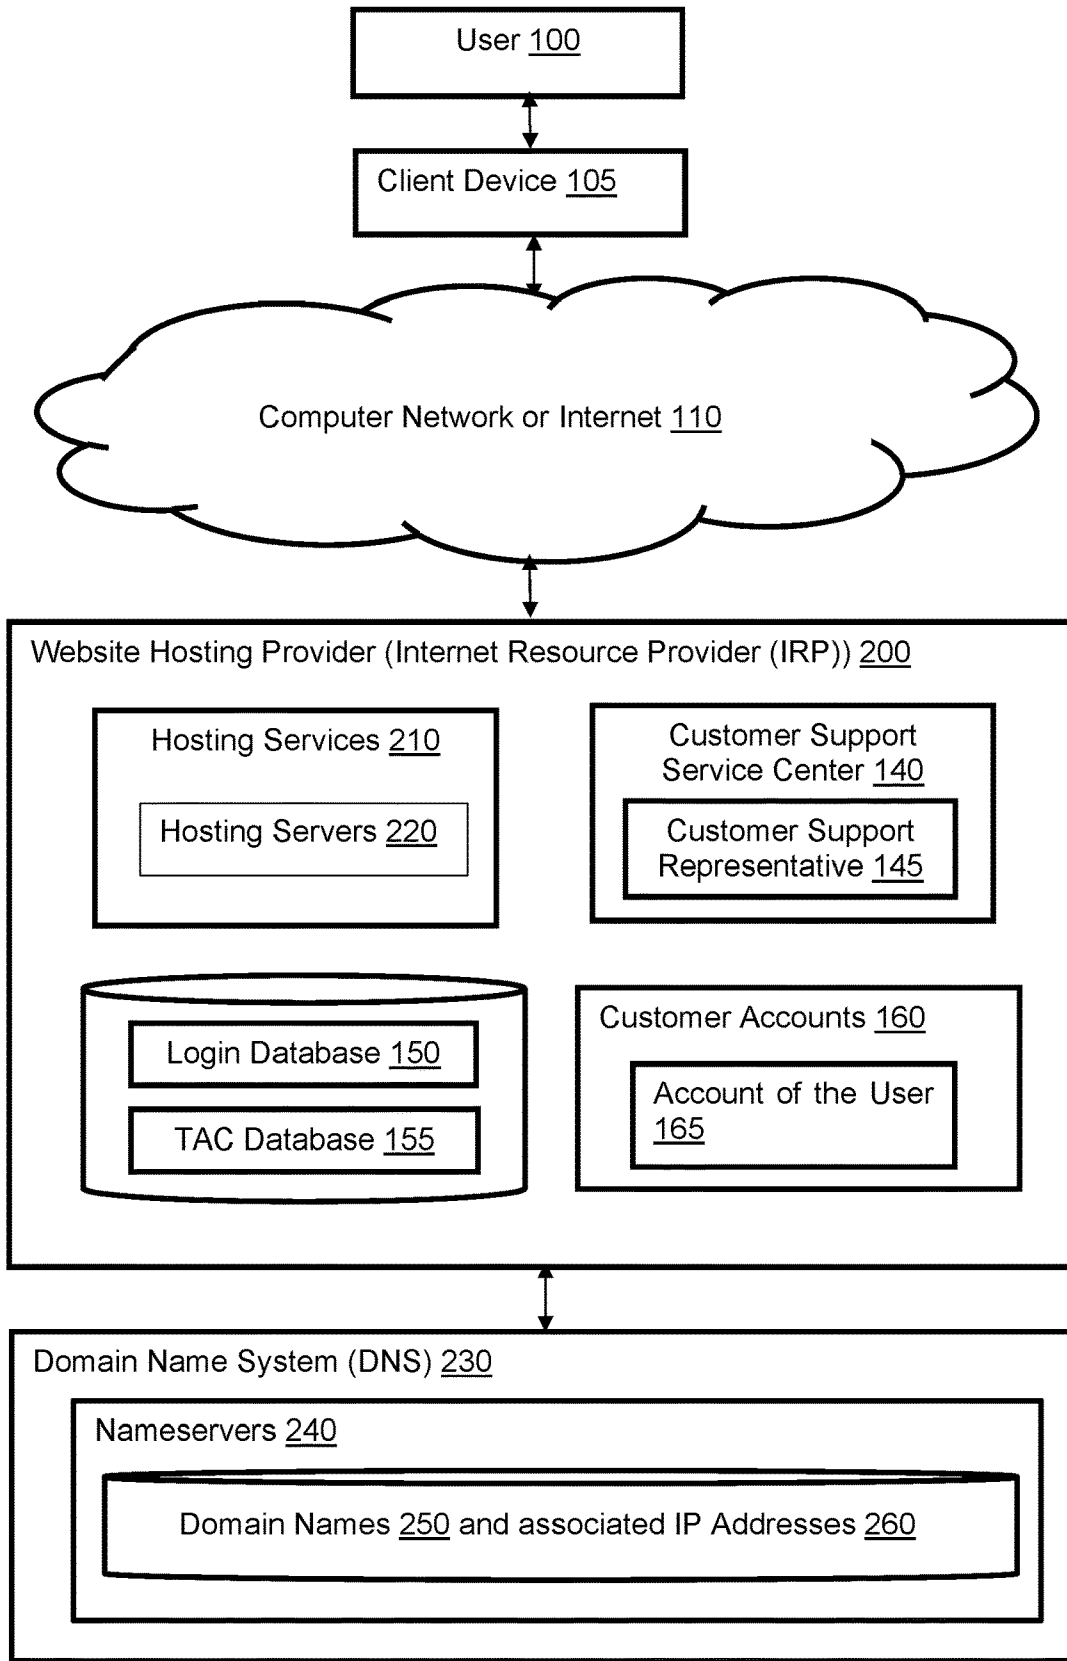 User 100
Client Device 105
Computer Network or Internet 110
Website Hosting Provider (Internet Resource Provider (IRP)) 200
Hosting Services 210
Hosting Servers 220
Customer Support
Service Center 140
Customer Support
Representative 145
Login Database 150
TAC Database 155
Customer Accounts 160
Account of the User
165
Domain Name System (DNS) 230
Nameservers 240
Domain Names 250 and associated IP Addresses 260